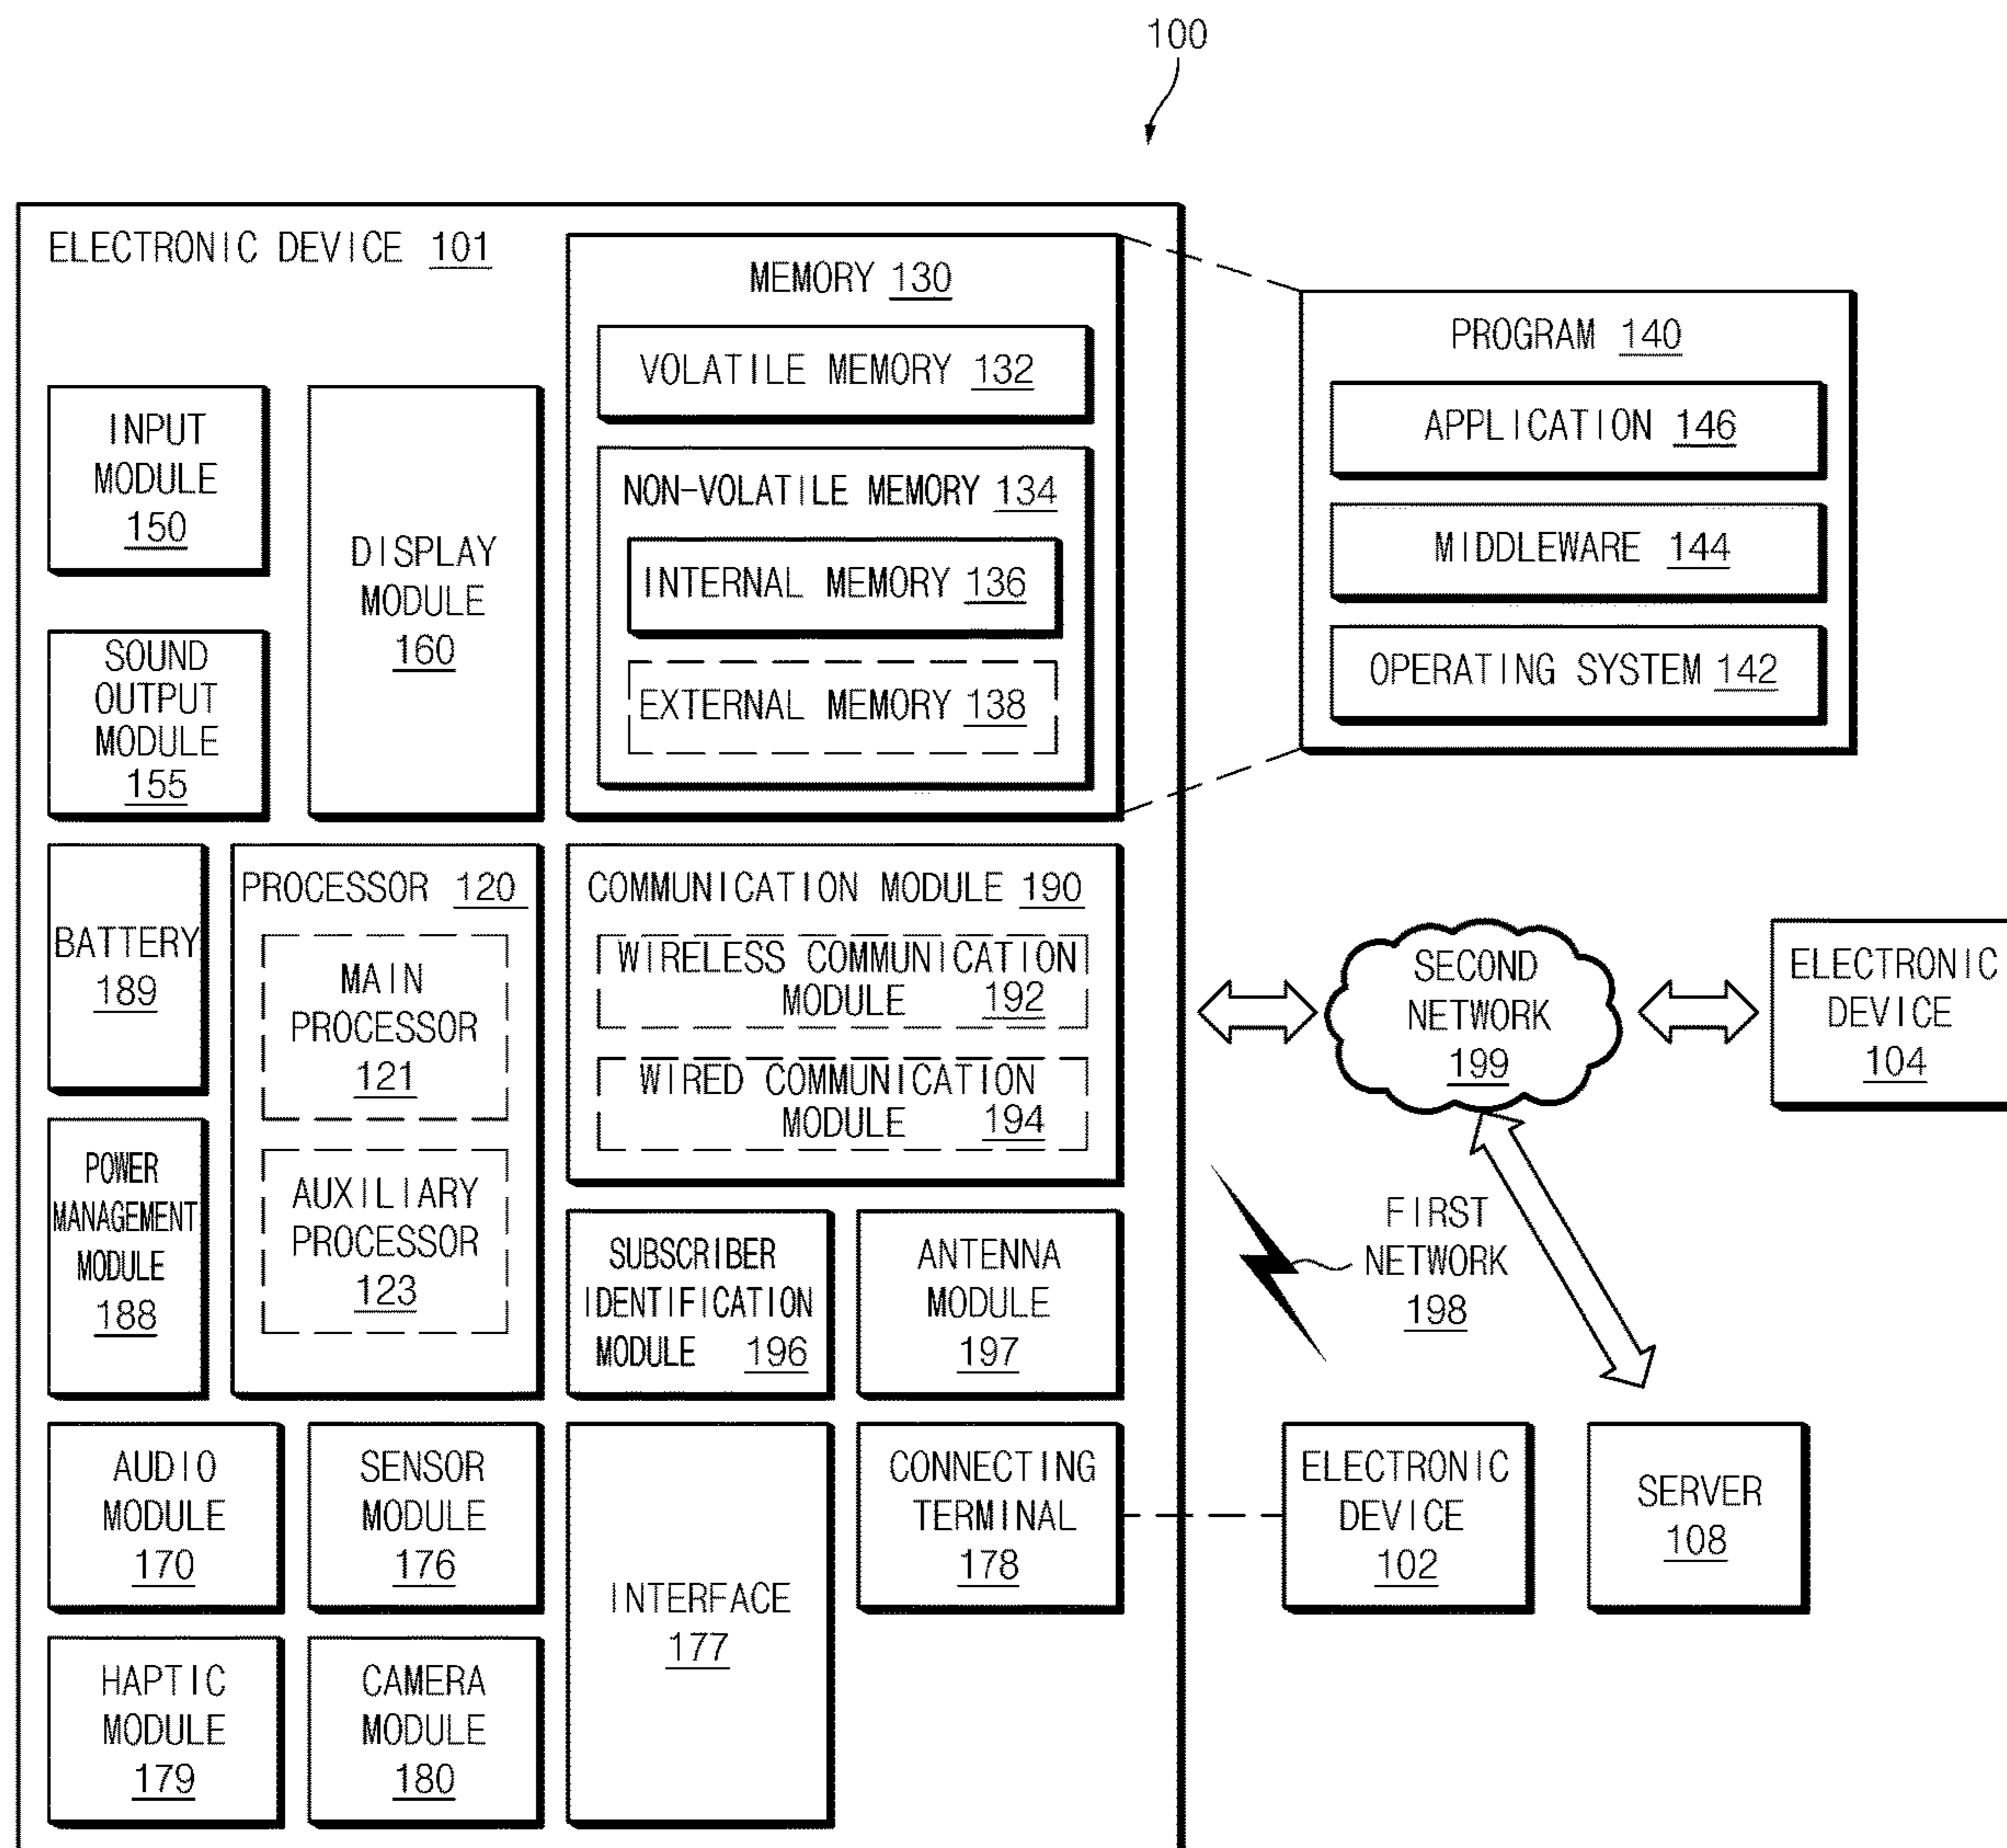 100
ELECTRONIC DEVICE 101
MEMORY 130
VOLATILE MEMORY 132
NON-VOLATILE MEMORY 134
INTERNAL MEMORY 136
EXTERNAL MEMORY 138
PROGRAM 140
APPLICATION 146
MIDDLEWARE 144
OPERATING SYSTEM 142
INPUT
MODULE
150
SOUND
OUTPUT
MODULE
155
DISPLAY
MODULE
160
BATTERY
189
POWER
MANAGEMENT
MODULE
188
PROCESSOR 120
MAIN
PROCESSOR
121
AUXILIARY
PROCESSOR
123
COMMUNICATION MODULE 190
WIRELESS COMMUNICATION
MODULE 192
WIRED COMMUNICATION
MODULE 194
SUBSCRIBER
IDENTIFICATION
MODULE 196
ANTENNA
MODULE
197
SECOND
NETWORK
199
ELECTRONIC
DEVICE
104
FIRST
NETWORK
198
AUDIO
MODULE
170
SENSOR
MODULE
176
INTERFACE
177
CONNECTING
TERMINAL
178
ELECTRONIC
DEVICE
102
SERVER
108
HAPTIC
MODULE
179
CAMERA
MODULE
180